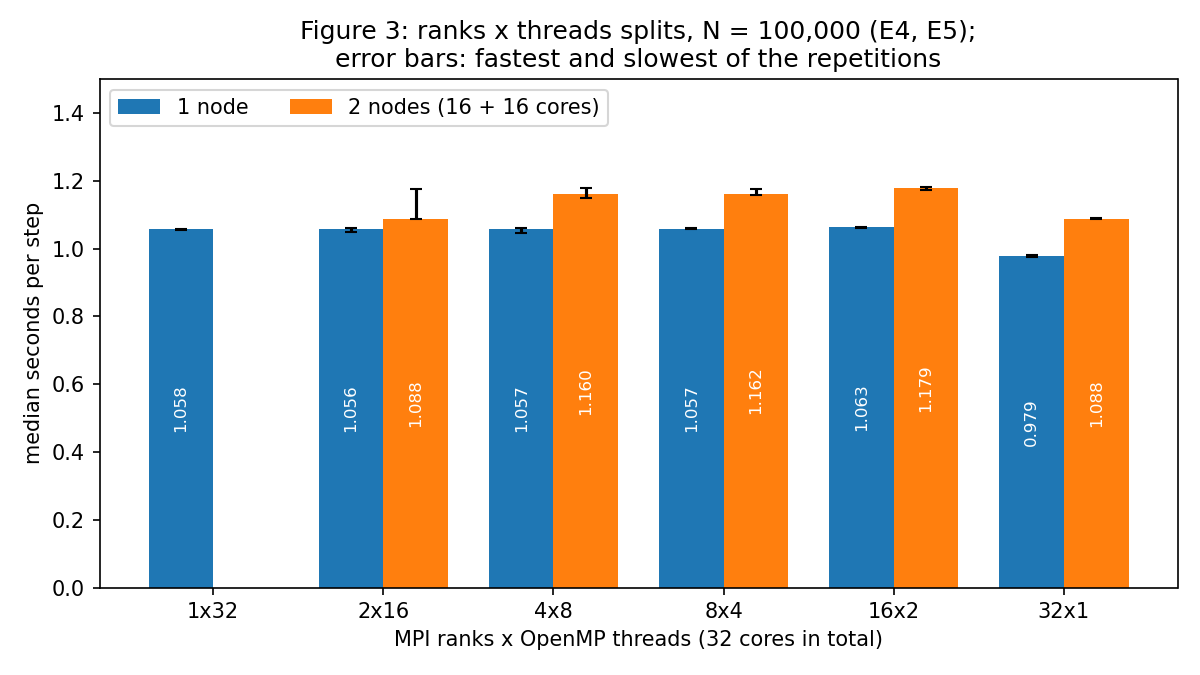 Figure 3: ranks x threads splits, N = 100,000 (E4, E5);
error bars: fastest and slowest of the repetitions
1 node
2 nodes (16 + 16 cores)
median seconds per step
1.4
1.2
1.0
0.8
0.6
0.4
0.2
0.0
1.058
1.056
1.088
1.057
1.160
1.057
1.162
1.063
1.179
0.979
1.088
1x32
2x16
4x8
8x4
16x2
32x1
MPI ranks x OpenMP threads (32 cores in total)